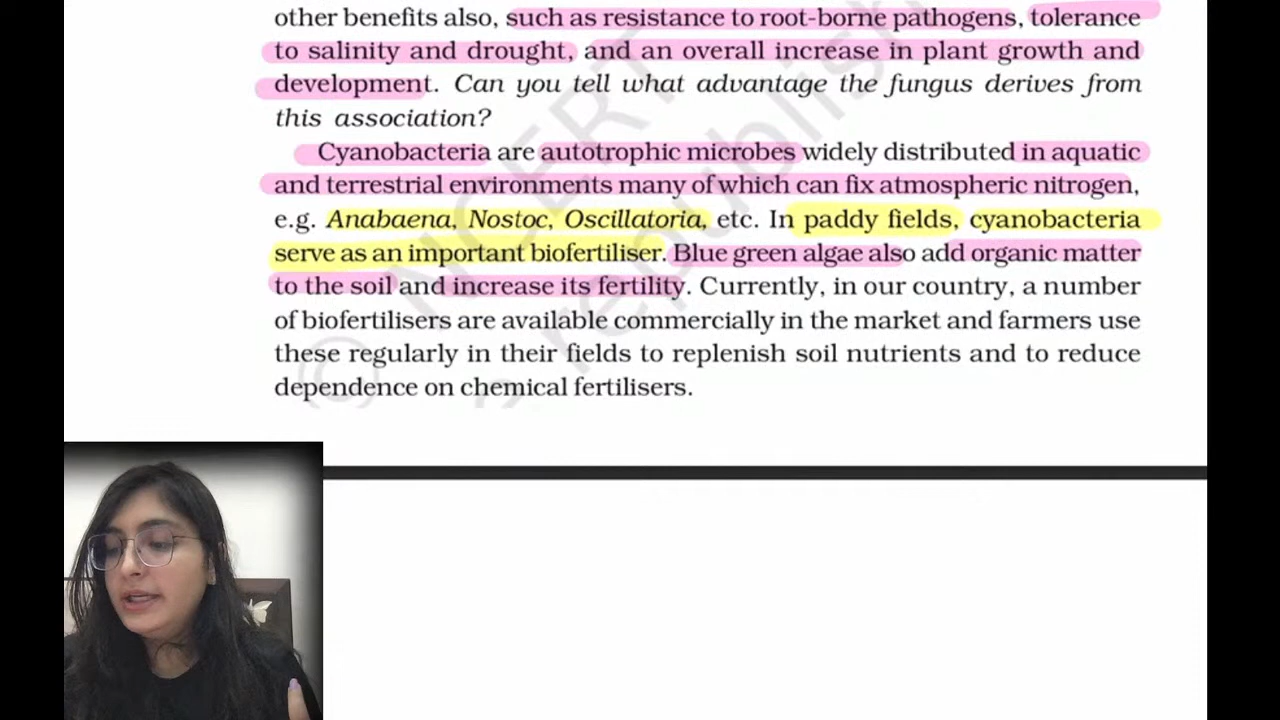 other benefits also, such as resistance to root-borne pathogens, tolerance
to salinity and drought, and an overall increase in plant growth and
development. Can you tell what advantage the fungus derives from
this association?
Cyanobacteria are autotrophic microbes widely distributed in aquatic
and terrestrial environments many of which can fix atmospheric nitrogen,
e.g. Anabaena, Nostoc, Oscillatoria, etc. In paddy fields, cyanobacteria
serve as an important biofertiliser. Blue green algae also add organic matter
to the soil and increase its fertility. Currently, in our country, a number
of biofertilisers are available commercially in the market and farmers use
these regularly in their fields to replenish soil nutrients and to reduce
dependence on chemical fertilisers.
© NCERT
republish